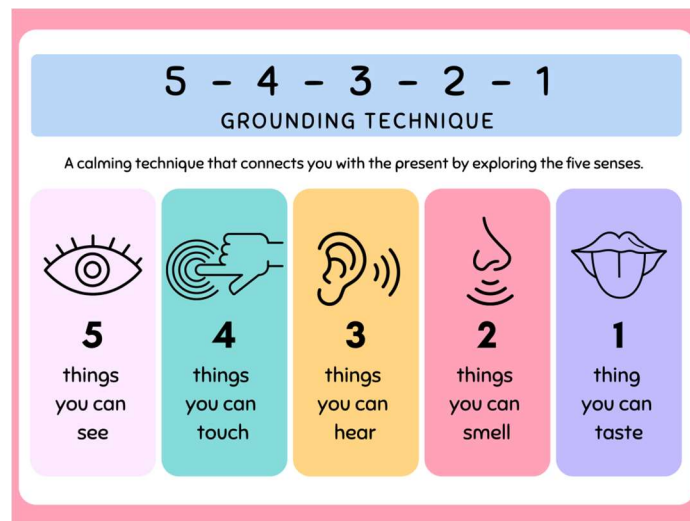 5 – 4 – 3 – 2 – 1
GROUNDING TECHNIQUE
A calming technique that connects you with the present by exploring the five senses.
5
things
you can
see
4
things
you can
touch
3
things
you can
hear
2
things
you can
smell
1
thing
you can
taste